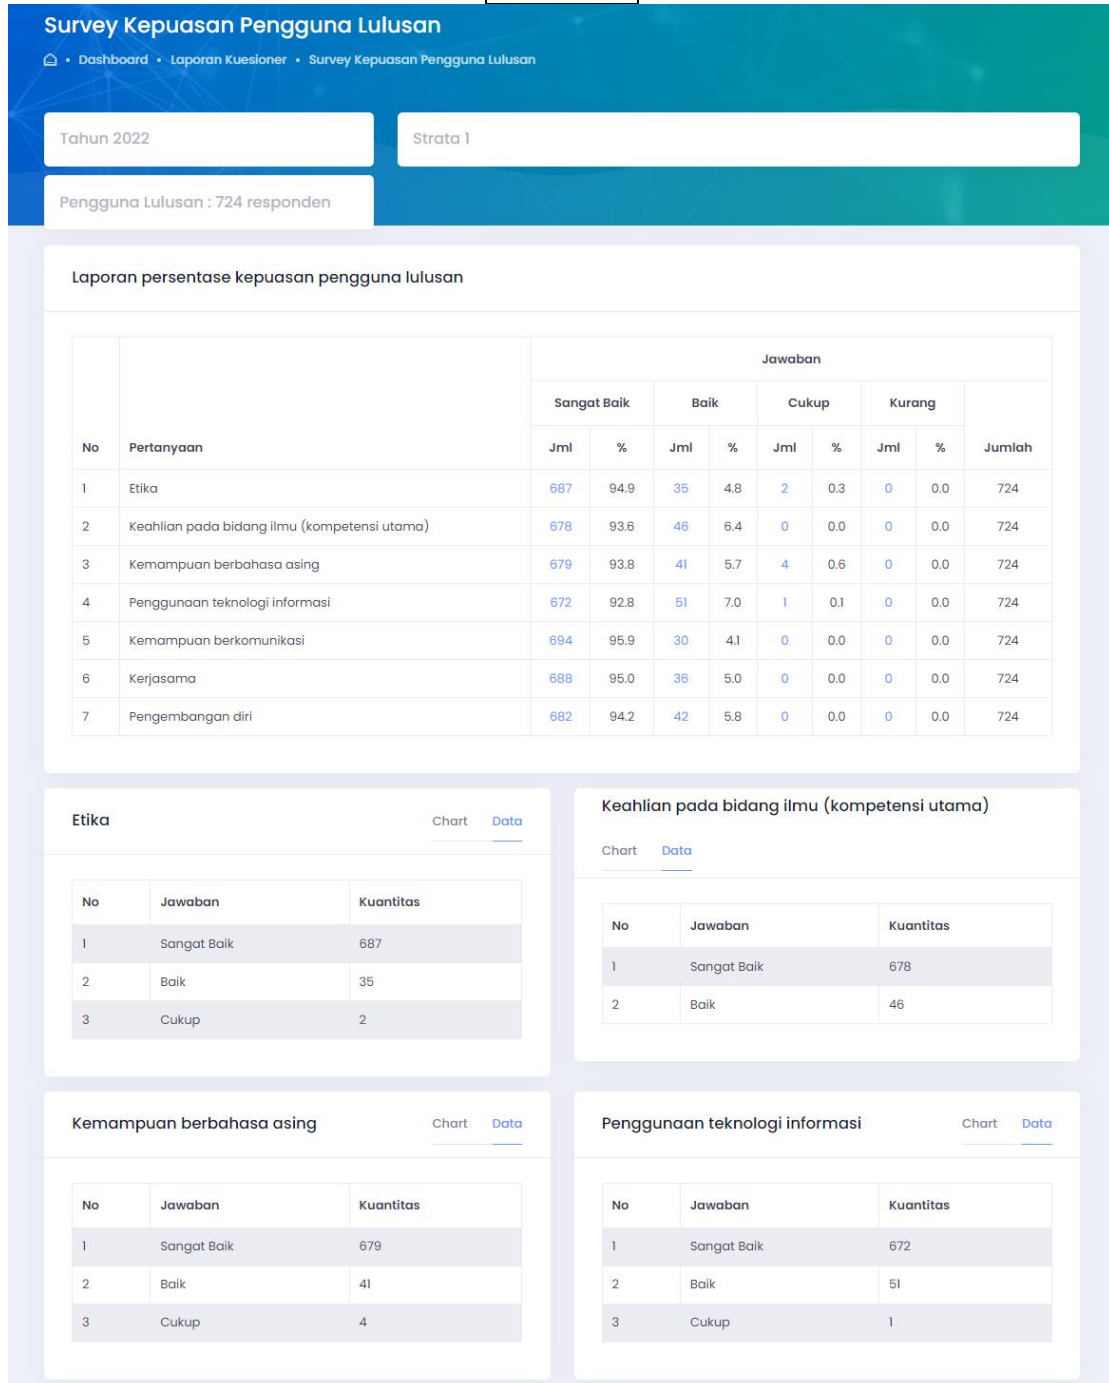 Survey Kepuasan Pengguna Lulusan
Dashboard • Laporan Kuesioner • Survey Kepuasan Pengguna Lulusan
Tahun 2022 Strata 1
Pengguna Lulusan : 724 responden
Laporan persentase kepuasan pengguna lulusan
Jawaban
Sangat Baik Baik Cukup Kurang
No Pertanyaan Jml % Jml % Jml % Jml % Jumlah
1 Etika 687 94.9 35 4.8 2 0.3 0 0.0 724
2 Keahlian pada bidang ilmu (kompetensi utama) 678 93.6 46 6.4 0 0.0 0 0.0 724
3 Kemampuan berbahasa asing 679 93.8 41 5.7 4 0.6 0 0.0 724
4 Penggunaan teknologi informasi 672 92.8 51 7.0 1 0.1 0 0.0 724
5 Kemampuan berkomunikasi 694 95.9 30 4.1 0 0.0 0 0.0 724
6 Kerjasama 688 95.0 36 5.0 0 0.0 0 0.0 724
7 Pengembangan diri 682 94.2 42 5.8 0 0.0 0 0.0 724
Etika Chart Data
No Jawaban Kuantitas
1 Sangat Baik 687
2 Baik 35
3 Cukup 2
Keahlian pada bidang ilmu (kompetensi utama)
Chart Data
No Jawaban Kuantitas
1 Sangat Baik 678
2 Baik 46
Kemampuan berbahasa asing Chart Data
No Jawaban Kuantitas
1 Sangat Baik 679
2 Baik 41
3 Cukup 4
Penggunaan teknologi informasi Chart Data
No Jawaban Kuantitas
1 Sangat Baik 672
2 Baik 51
3 Cukup 1